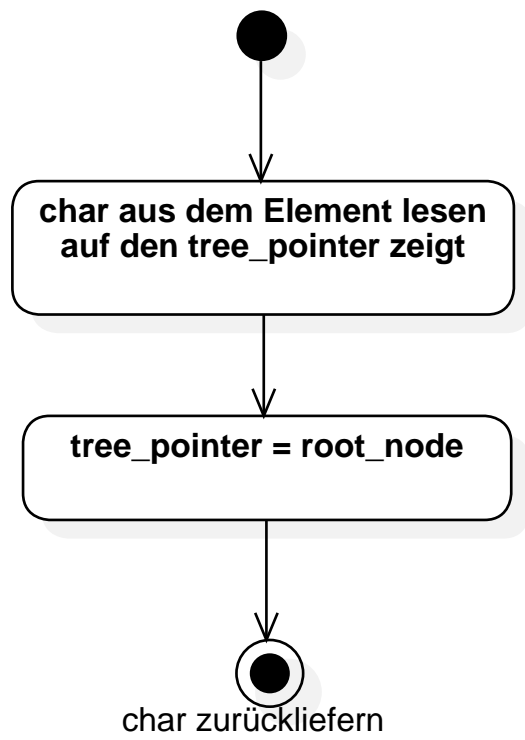 char aus dem Element lesen
auf den tree_pointer zeigt
tree_pointer = root_node
char zurückliefern